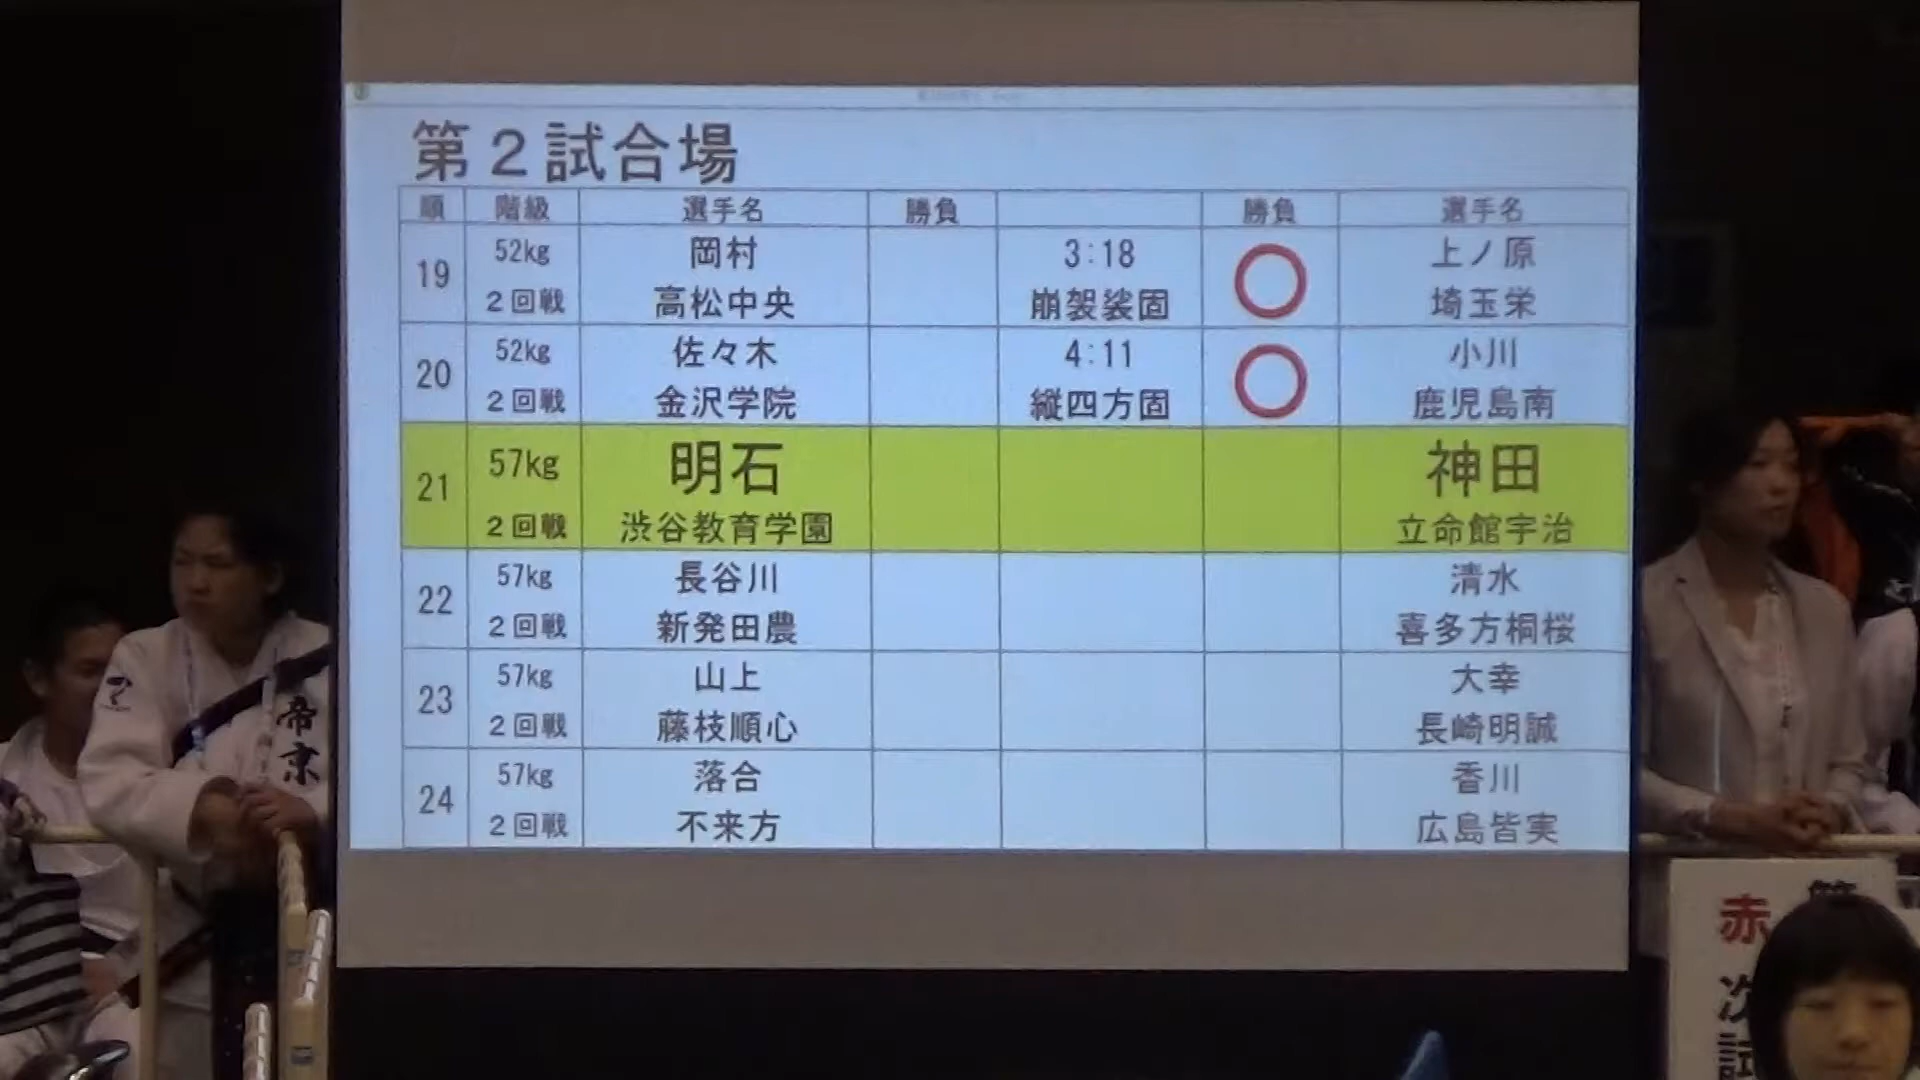 第２試合場
順 階級 選手名 勝負 勝負 選手名
19 52kg 岡村 3:18 上ノ原
２回戦 高松中央 崩袈裟固 埼玉栄
20 52kg 佐々木 4:11 小川
２回戦 金沢学院 縦四方固 鹿児島南
21 57kg 明石 神田
２回戦 渋谷教育学園 立命館宇治
22 57kg 長谷川 清水
２回戦 新発田農 喜多方桐桜
23 57kg 山上 大幸
２回戦 藤枝順心 長崎明誠
24 57kg 落合 香川
２回戦 不来方 広島皆実
帝京
赤
次
試